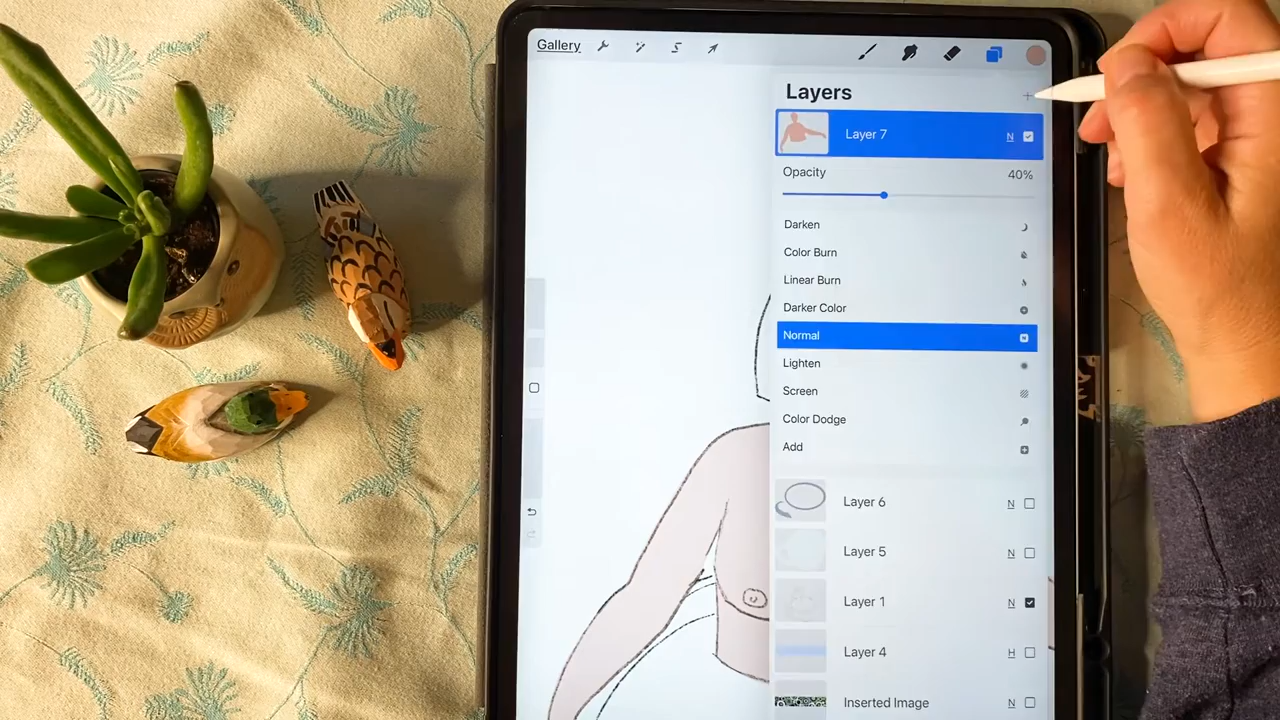 Gallery
Layers
Layer 7 N
Opacity 40%
Darken
Color Burn
Linear Burn
Darker Color
Normal N
Lighten
Screen
Color Dodge
Add
Layer 6 N
Layer 5 N
Layer 1 N
Layer 4 H
Inserted Image N